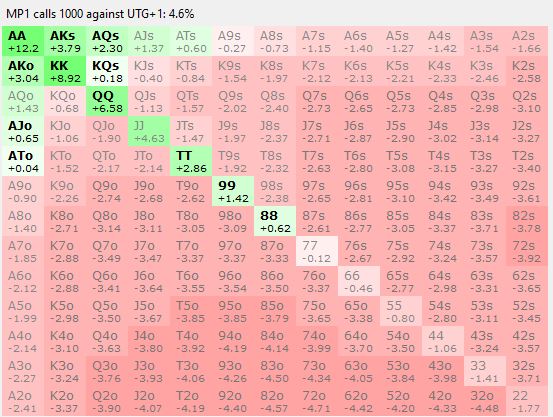 MP1 calls 1000 against UTG+1: 4.6%
AA AKs AQs AJs ATs A9s A8s A7s A6s A5s A4s A3s A2s
+12.2 +3.79 +2.30 +1.37 +0.60 -0.27 -0.73 -1.15 -1.40 -1.27 -1.42 -1.54 -1.66
AKo KK KQs KJs KTs K9s K8s K7s K6s K5s K4s K3s K2s
+3.04 +8.92 +0.18 -0.40 -0.84 -1.54 -1.97 -2.12 -2.13 -2.21 -2.33 -2.46 -2.58
AQo KQo QQ QJs QTs Q9s Q8s Q7s Q6s Q5s Q4s Q3s Q2s
+1.43 -0.68 +6.58 -1.13 -1.57 -2.02 -2.40 -2.73 -2.65 -2.73 -2.85 -2.98 -3.10
AJo KJo QJo JJ JTs J9s J8s J7s J6s J5s J4s J3s J2s
+0.65 -1.06 -1.90 +4.63 -1.47 -1.97 -2.37 -2.71 -2.87 -2.90 -3.02 -3.14 -3.27
ATo KTo QTo JTo TT T9s T8s T7s T6s T5s T4s T3s T2s
+0.04 -1.52 -2.17 -2.14 +2.86 -1.92 -2.32 -2.63 -2.80 -3.08 -3.15 -3.27 -3.40
A9o K9o Q9o J9o T9o 99 98s 97s 96s 95s 94s 93s 92s
-0.90 -2.26 -2.74 -2.68 -2.62 +1.42 -2.38 -2.65 -2.81 -3.10 -3.42 -3.49 -3.61
A8o K8o Q8o J8o T8o 98o 88 87s 86s 85s 84s 83s 82s
-1.40 -2.71 -3.14 -3.11 -3.05 -3.09 +0.62 -2.61 -2.77 -3.05 -3.37 -3.71 -3.78
A7o K7o Q7o J7o T7o 97o 87o 77 76s 75s 74s 73s 72s
-1.85 -2.88 -3.49 -3.47 -3.37 -3.37 -3.33 -0.12 -2.67 -2.92 -3.24 -3.57 -3.92
A6o K6o Q6o J6o T6o 96o 86o 76o 66 65s 64s 63s 62s
-2.12 -2.88 -3.41 -3.64 -3.55 -3.54 -3.50 -3.37 -0.46 -2.77 -2.98 -3.31 -3.65
A5o K5o Q5o J5o T5o 95o 85o 75o 65o 55 54s 53s 52s
-1.99 -2.98 -3.50 -3.67 -3.85 -3.85 -3.79 -3.65 -3.38 -0.80 -2.80 -3.11 -3.45
A4o K4o Q4o J4o T4o 94o 84o 74o 64o 54o 44 43s 42s
-2.14 -3.10 -3.63 -3.80 -3.92 -4.19 -4.14 -3.99 -3.70 -3.50 -1.06 -3.24 -3.57
A3o K3o Q3o J3o T3o 93o 83o 73o 63o 53o 43o 33 32s
-2.27 -3.24 -3.76 -3.93 -4.06 -4.26 -4.50 -4.34 -4.05 -3.84 -3.98 -1.41 -3.71
A2o K2o Q2o J2o T2o 92o 82o 72o 62o 52o 42o 32o 22
-2.41 -3.37 -3.90 -4.07 -4.19 -4.40 -4.57 -4.71 -4.42 -4.20 -4.33 -4.48 -1.77